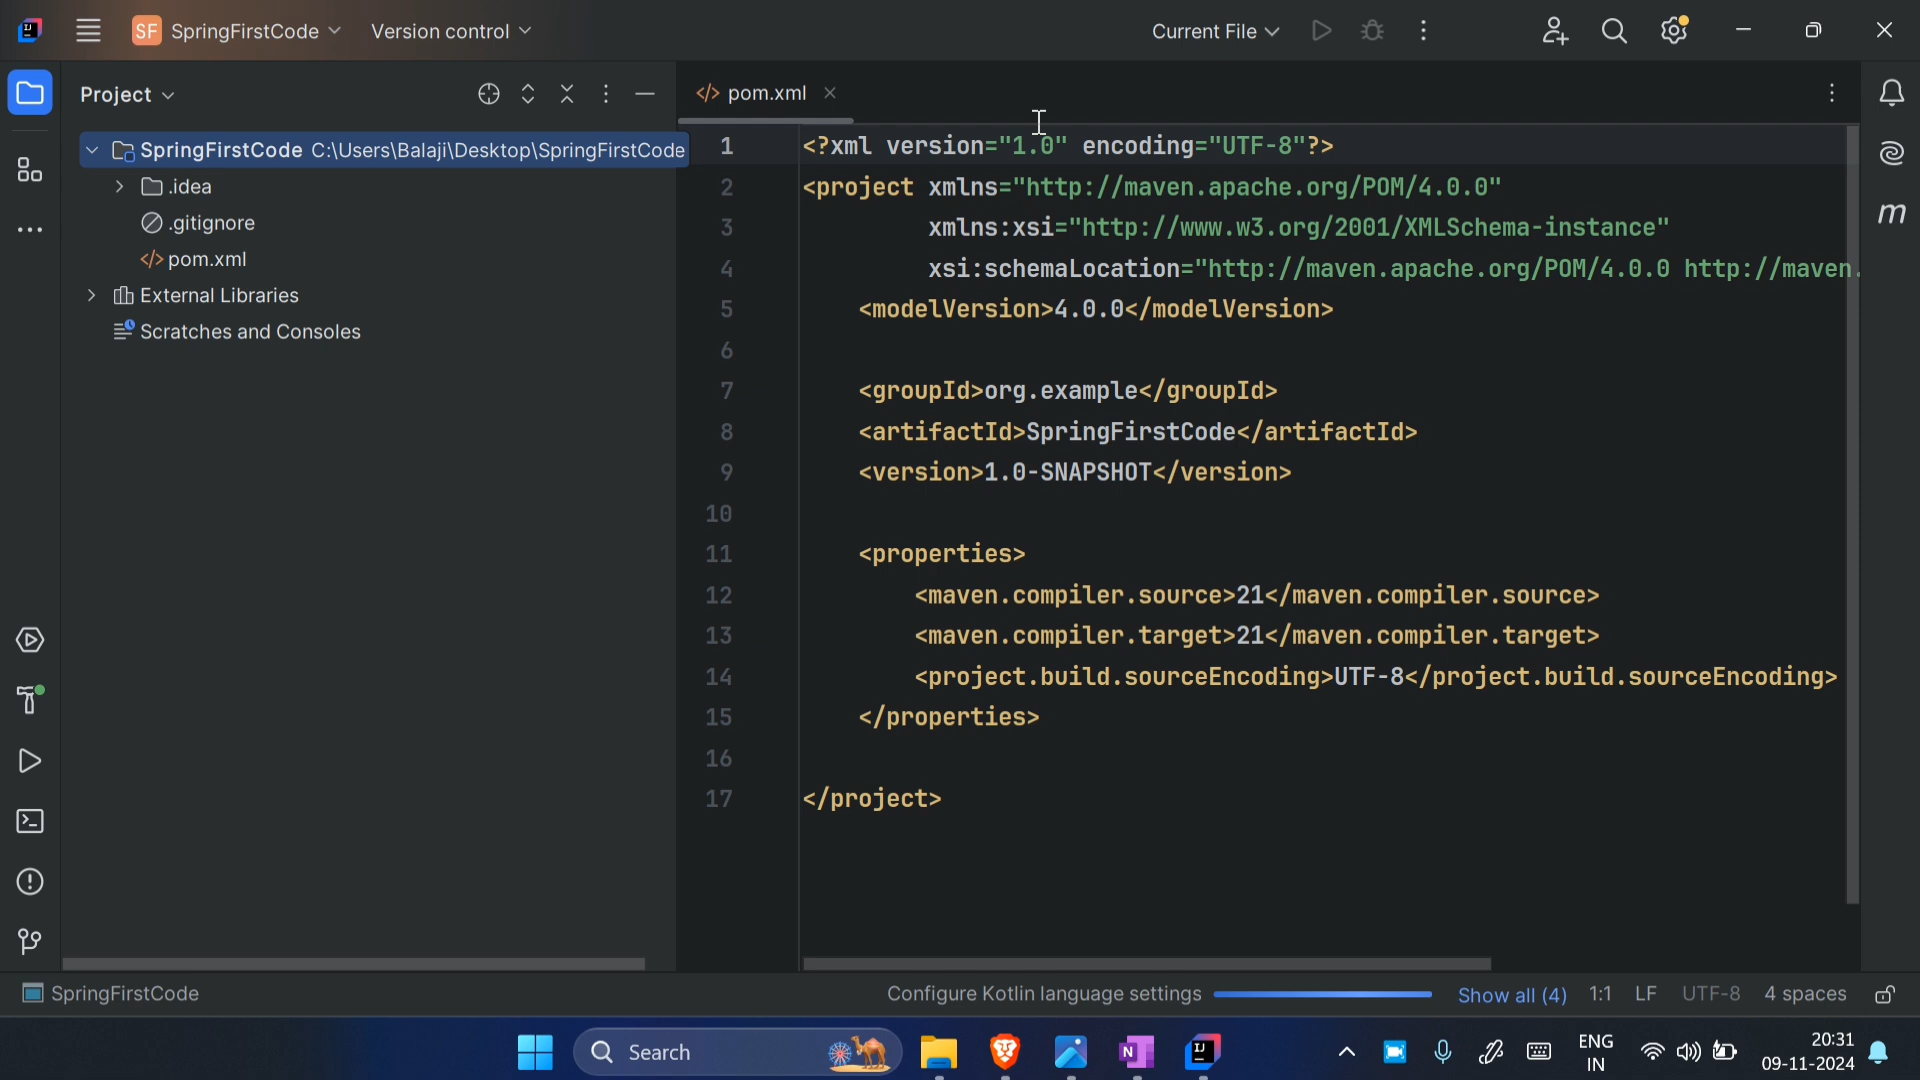 SF SpringFirstCode Version control Current File
Project
pom.xml
SpringFirstCode C:\Users\Balaji\Desktop\SpringFirstCode
.idea
.gitignore
</> pom.xml
External Libraries
Scratches and Consoles
1 <?xml version="1.0" encoding="UTF-8"?>
2 <project xmlns="http://maven.apache.org/POM/4.0.0"
3 xmlns:xsi="http://www.w3.org/2001/XMLSchema-instance"
4 xsi:schemaLocation="http://maven.apache.org/POM/4.0.0 http://maven.
5 <modelVersion>4.0.0</modelVersion>
6
7 <groupId>org.example</groupId>
8 <artifactId>SpringFirstCode</artifactId>
9 <version>1.0-SNAPSHOT</version>
10
11 <properties>
12 <maven.compiler.source>21</maven.compiler.source>
13 <maven.compiler.target>21</maven.compiler.target>
14 <project.build.sourceEncoding>UTF-8</project.build.sourceEncoding>
15 </properties>
16
17 </project>
SpringFirstCode Configure Kotlin language settings Show all (4) 1:1 LF UTF-8 4 spaces
Search
ENG
IN
20:31
09-11-2024